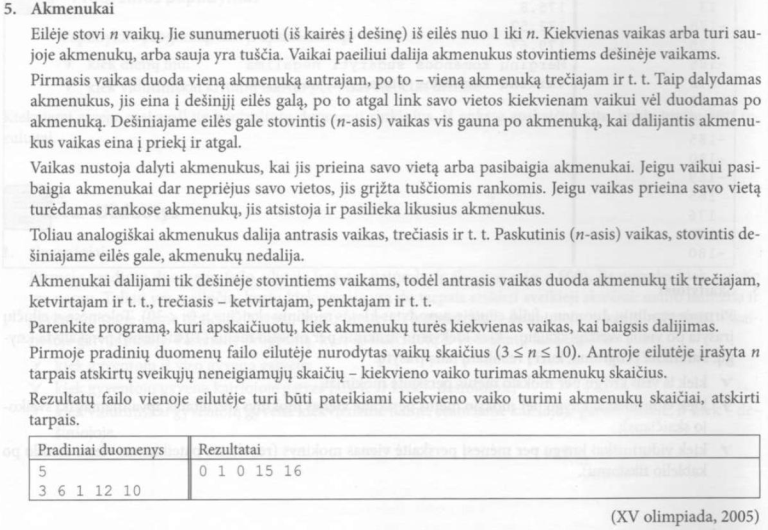 5. Akmenukai
Eilėje stovi n vaikų. Jie sunumeruoti (iš kairės į dešinę) iš eilės nuo 1 iki n. Kiekvienas vaikas arba turi sau-
joje akmenukų, arba sauja yra tuščia. Vaikai paeiliui dalija akmenukus stovintiems dešinėje vaikams.
Pirmasis vaikas duoda vieną akmenuką antrajam, po to – vieną akmenuką trečiajam ir t. t. Taip dalydamas
akmenukus, jis eina į dešinįjį eilės galą, po to atgal link savo vietos kiekvienam vaikui vėl duodamas po
akmenuką. Dešiniajame eilės gale stovintis (n-asis) vaikas vis gauna po akmenuką, kai dalijantis akmenu-
kus vaikas eina į priekį ir atgal.
Vaikas nustoja dalyti akmenukus, kai jis prieina savo vietą arba pasibaigia akmenukai. Jeigu vaikui pasi-
baigia akmenukai dar nepriėjus savo vietos, jis grįžta tuščiomis rankomis. Jeigu vaikas prieina savo vietą
turėdamas rankose akmenukų, jis atsistoja ir pasilieka likusius akmenukus.
Toliau analogiškai akmenukus dalija antrasis vaikas, trečiasis ir t. t. Paskutinis (n-asis) vaikas, stovintis de-
šiniajame eilės gale, akmenukų nedalija.
Akmenukai dalijami tik dešinėje stovintiems vaikams, todėl antrasis vaikas duoda akmenukų tik trečiajam,
ketvirtajam ir t. t., trečiasis – ketvirtajam, penktajam ir t. t.
Parenkite programą, kuri apskaičiuotų, kiek akmenukų turės kiekvienas vaikas, kai baigsis dalijimas.
Pirmoje pradinių duomenų failo eilutėje nurodytas vaikų skaičius (3 ≤ n ≤ 10). Antroje eilutėje įrašyta n
tarpais atskirtų sveikųjų neneigiamųjų skaičių – kiekvieno vaiko turimas akmenukų skaičius.
Rezultatų failo vienoje eilutėje turi būti pateikiami kiekvieno vaiko turimi akmenukų skaičiai, atskirti
tarpais.
Pradiniai duomenys Rezultatai
5 0 1 0 15 16
3 6 1 12 10
(XV olimpiada, 2005)